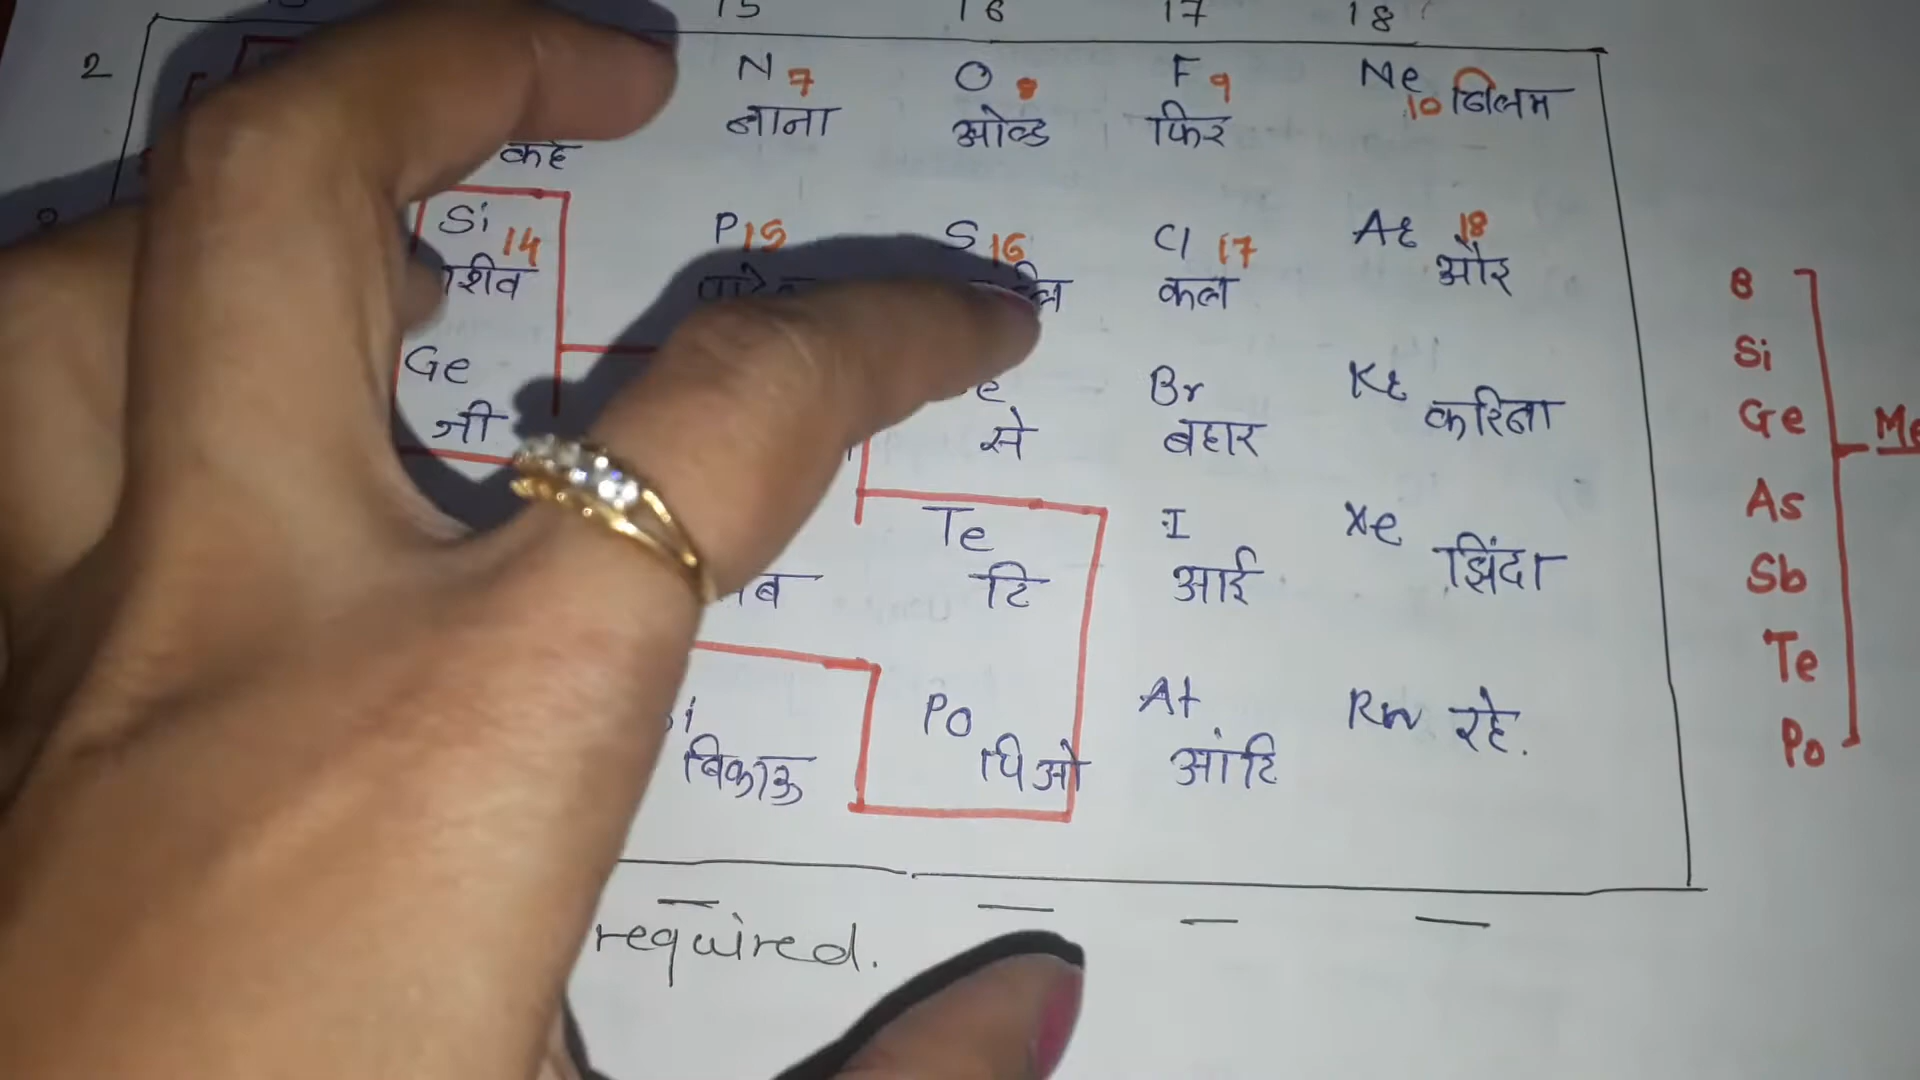 15 16 17 18
2
N 7 O 8 F 9 Ne 10 निलम
कह नाना ओल्ड फिर
Si 14 P 15 S 16 Cl 17 Ar 18
शिव कल और
Ge Br Kr
जी से बहार करिना
Te I Xe
टि आई झिंदा
Po At Rn
बिकाऊ पिओ आंटि रहे.
required.
B
Si
Ge
As
Sb
Te
Po